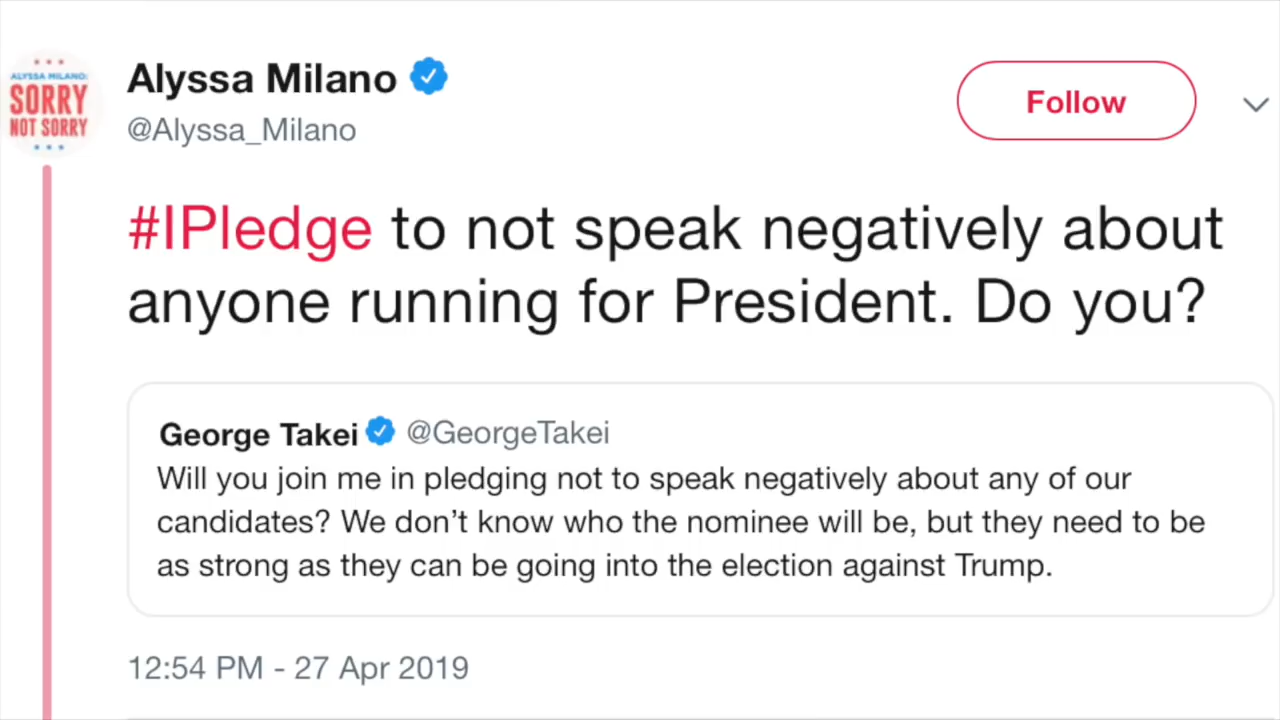 ALYSSA MILANO:
SORRY
NOT SORRY
Alyssa Milano
@Alyssa_Milano
Follow
#IPledge to not speak negatively about
anyone running for President. Do you?
George Takei @GeorgeTakei
Will you join me in pledging not to speak negatively about any of our
candidates? We don’t know who the nominee will be, but they need to be
as strong as they can be going into the election against Trump.
12:54 PM - 27 Apr 2019